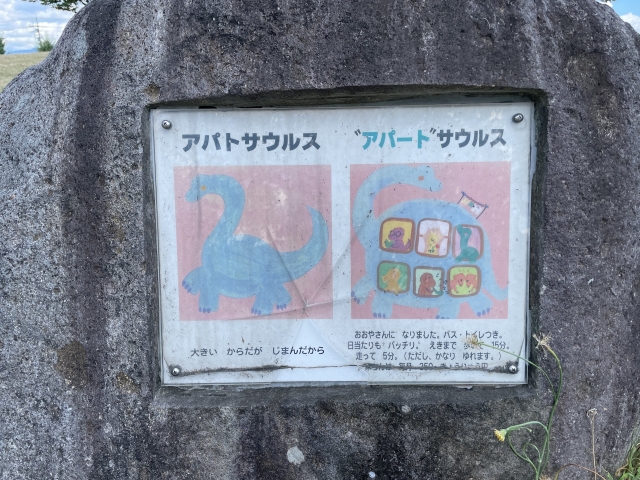 アパトサウルス
大きい からだが じまんだから
〝アパート〟サウルス
おおやさんに なりました。バス・トイレつき。
日当たりも バッチリ。 えきまで 15分。
走って 5分。(ただし、かなり ゆれます。)